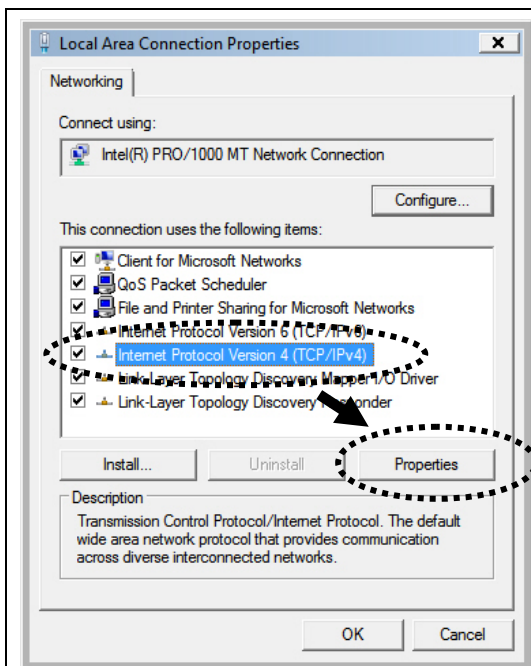 Local Area Connection Properties
Networking
Connect using:
Intel(R) PRO/1000 MT Network Connection
Configure...
This connection uses the following items:
Client for Microsoft Networks
QoS Packet Scheduler
File and Printer Sharing for Microsoft Networks
Internet Protocol Version 6 (TCP/IPv6)
Internet Protocol Version 4 (TCP/IPv4)
Link-Layer Topology Discovery Mapper I/O Driver
Link-Layer Topology Discovery Responder
Install... Uninstall Properties
Description
Transmission Control Protocol/Internet Protocol. The default
wide area network protocol that provides communication
across diverse interconnected networks.
OK Cancel